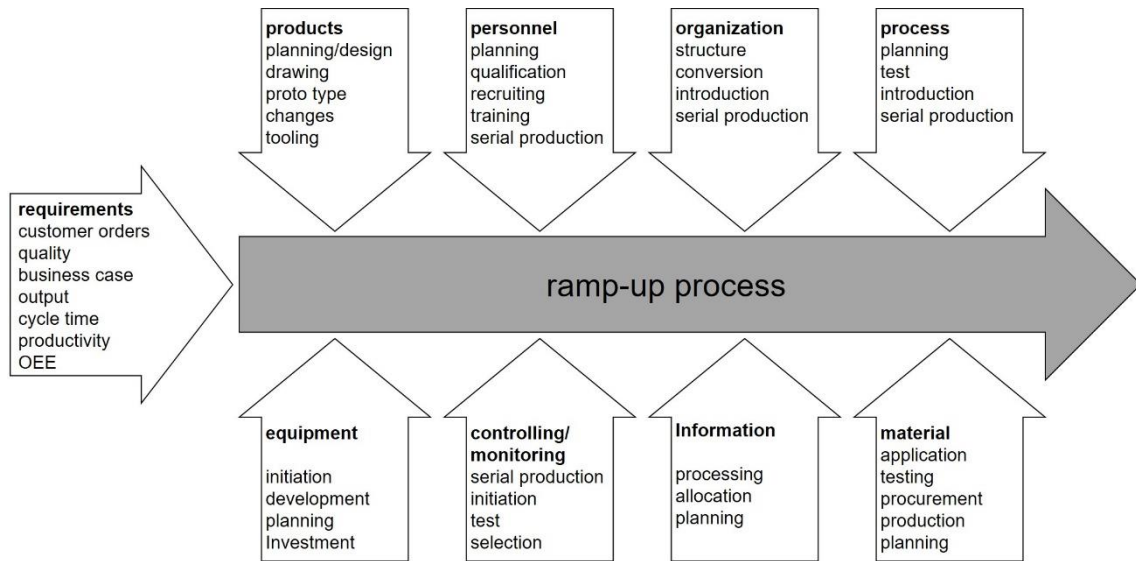 products
planning/design
drawing
proto type
changes
tooling
personnel
planning
qualification
recruiting
training
serial production
organization
structure
conversion
introduction
serial production
process
planning
test
introduction
serial production
requirements
customer orders
quality
business case
output
cycle time
productivity
OEE
ramp-up process
equipment
initiation
development
planning
Investment
controlling/
monitoring
serial production
initiation
test
selection
Information
processing
allocation
planning
material
application
testing
procurement
production
planning